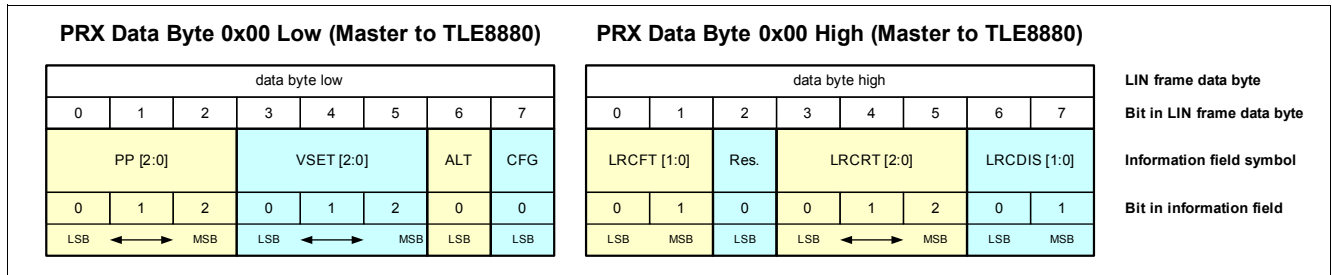 PRX Data Byte 0x00 Low (Master to TLE8880) PRX Data Byte 0x00 High (Master to TLE8880)
data byte low data byte high LIN frame data byte
0 1 2 3 4 5 6 7 0 1 2 3 4 5 6 7 Bit in LIN frame data byte
PP [2:0] VSET [2:0] ALT CFG LRCFT [1:0] Res. LRCRT [2:0] LRCDIS [1:0] Information field symbol
0 1 2 0 1 2 0 0 0 1 0 0 1 2 0 1 Bit in information field
LSB MSB LSB MSB LSB LSB LSB MSB LSB LSB MSB LSB MSB